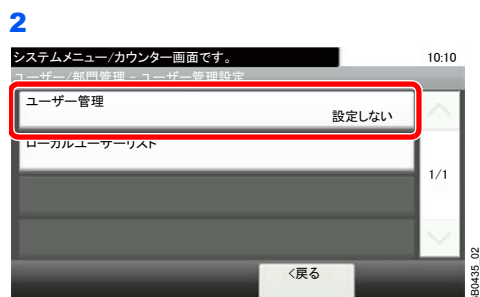 2
システムメニュー/カウンター画面です。
10:10
ユーザー/部門管理 - ユーザー管理設定
ユーザー管理
設定しない
ローカルユーザーリスト
1/1
<戻る
B0435_02